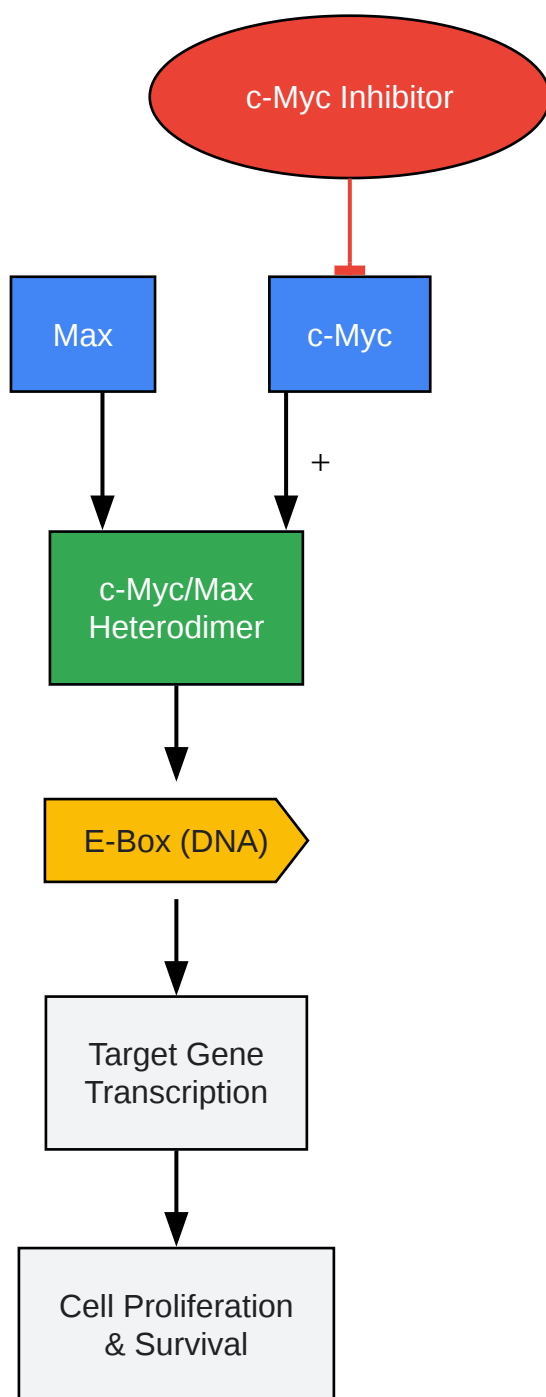 c-Myc Inhibitor
Max
c-Myc
+
c-Myc/Max
Heterodimer
E-Box (DNA)
Target Gene
Transcription
Cell Proliferation
& Survival